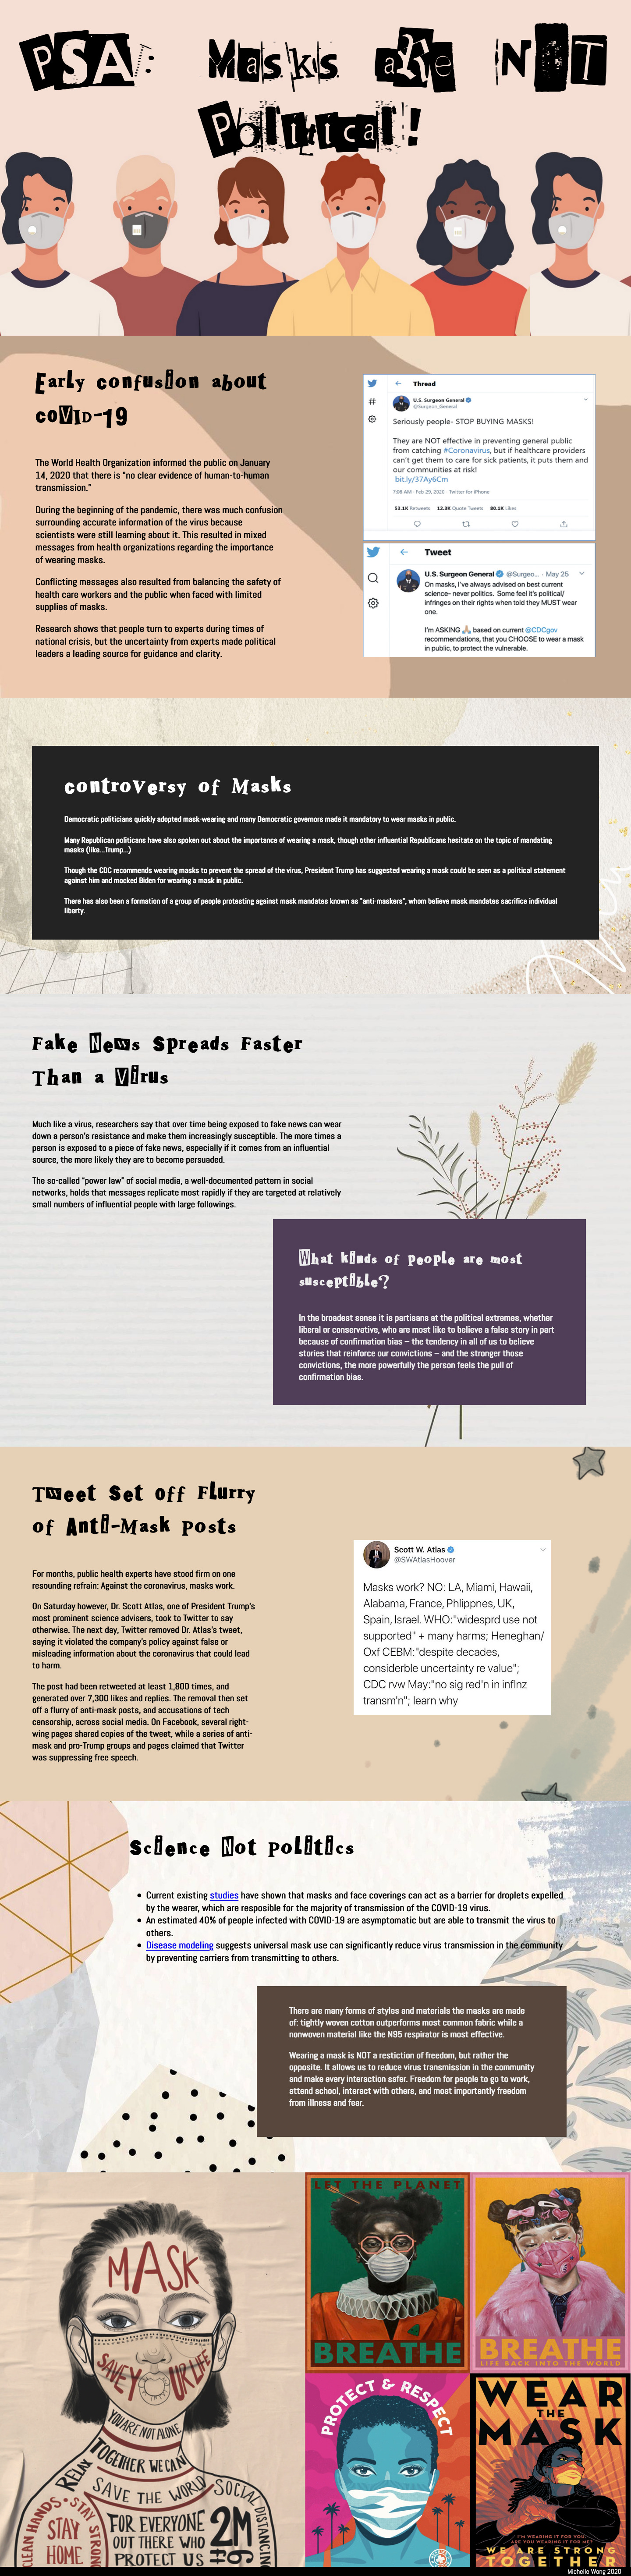 PSA: Masks are NOT
Political!
Early confusion about
COVID-19
The World Health Organization informed the public on January
14, 2020 that there is "no clear evidence of human-to-human
transmission."
During the beginning of the pandemic, there was much confusion
surrounding accurate information of the virus because
scientists were still learning about it. This resulted in mixed
messages from health organizations regarding the importance
of wearing masks.
Conflicting messages also resulted from balancing the safety of
health care workers and the public when faced with limited
supplies of masks.
Research shows that people turn to experts during times of
national crisis, but the uncertainty from experts made political
leaders a leading source for guidance and clarity.
Thread
U.S. Surgeon General
@Surgeon_General
Seriously people- STOP BUYING MASKS!
They are NOT effective in preventing general public
from catching #Coronavirus, but if healthcare providers
can't get them to care for sick patients, it puts them and
our communities at risk!
bit.ly/37Ay6Cm
7:08 AM · Feb 29, 2020 · Twitter for iPhone
53.1K Retweets 12.3K Quote Tweets 80.1K Likes
Tweet
U.S. Surgeon General @Surgeo... · May 25
On masks, I've always advised on best current
science- never politics. Some feel it's political/
infringes on their rights when told they MUST wear
one.
I'm ASKING based on current @CDCgov
recommendations, that you CHOOSE to wear a mask
in public, to protect the vulnerable.
Controversy of Masks
Democratic politicians quickly adopted mask-wearing and many Democratic governors made it mandatory to wear masks in public.
Many Republican politicans have also spoken out about the importance of wearing a mask, though other influential Republicans hesitate on the topic of mandating
masks (like...Trump...)
Though the CDC recommends wearing masks to prevent the spread of the virus, President Trump has suggested wearing a mask could be seen as a political statement
against him and mocked Biden for wearing a mask in public.
There has also been a formation of a group of people protesting against mask mandates known as "anti-maskers", whom believe mask mandates sacrifice individual
liberty.
Fake News Spreads Faster
Than a Virus
Much like a virus, researchers say that over time being exposed to fake news can wear
down a person's resistance and make them increasingly susceptible. The more times a
person is exposed to a piece of fake news, especially if it comes from an influential
source, the more likely they are to become persuaded.
The so-called "power law" of social media, a well-documented pattern in social
networks, holds that messages replicate most rapidly if they are targeted at relatively
small numbers of influential people with large followings.
What kinds of people are most
susceptible?
In the broadest sense it is partisans at the political extremes, whether
liberal or conservative, who are most like to believe a false story in part
because of confirmation bias – the tendency in all of us to believe
stories that reinforce our convictions – and the stronger those
convictions, the more powerfully the person feels the pull of
confirmation bias.
Tweet Set off Flurry
of Anti-Mask Posts
For months, public health experts have stood firm on one
resounding refrain: Against the coronavirus, masks work.
On Saturday however, Dr. Scott Atlas, one of President Trump's
most prominent science advisers, took to Twitter to say
otherwise. The next day, Twitter removed Dr. Atlas's tweet,
saying it violated the company's policy against false or
misleading information about the coronavirus that could lead
to harm.
The post had been retweeted at least 1,800 times, and
generated over 7,300 likes and replies. The removal then set
off a flurry of anti-mask posts, and accusations of tech
censorship, across social media. On Facebook, several right-
wing pages shared copies of the tweet, while a series of anti-
mask and pro-Trump groups and pages claimed that Twitter
was suppressing free speech.
Scott W. Atlas
@SWAtlasHoover
Masks work? NO: LA, Miami, Hawaii,
Alabama, France, Phlippnes, UK,
Spain, Israel. WHO:"widesprd use not
supported" + many harms; Heneghan/
Oxf CEBM:"despite decades,
considerble uncertainty re value";
CDC rvw May:"no sig red'n in inflnz
transm'n"; learn why
Science Not Politics
• Current existing studies have shown that masks and face coverings can act as a barrier for droplets expelled
by the wearer, which are resposible for the majority of transmission of the COVID-19 virus.
• An estimated 40% of people infected with COVID-19 are asymptomatic but are able to transmit the virus to
others.
• Disease modeling suggests universal mask use can significantly reduce virus transmission in the community
by preventing carriers from transmitting to others.
There are many forms of styles and materials the masks are made
of: tightly woven cotton outperforms most common fabric while a
nonwoven material like the N95 respirator is most effective.
Wearing a mask is NOT a restiction of freedom, but rather the
opposite. It allows us to reduce virus transmission in the community
and make every interaction safer. Freedom for people to go to work,
attend school, interact with others, and most importantly freedom
from illness and fear.
MASK
SAVEY UR LIFE
YOU ARE NOT ALONE
TOGETHER WE CAN
RELAX
SAVE THE WORLD
SOCIAL DISTANCING
CLEAN HANDS
STAY STRONG
STAY
HOME
FOR EVERYONE
OUT THERE WHO
PROTECT US
2M
LET THE PLANET
BREATHE
BREATHE
LIFE BACK INTO THE WORLD
PROTECT & RESPECT
WEAR
THE
MASK
I'M WEARING IT FOR YOU
ARE YOU WEARING IT FOR ME?
WE ARE STRONG
TOGETHER
Michelle Wong 2020